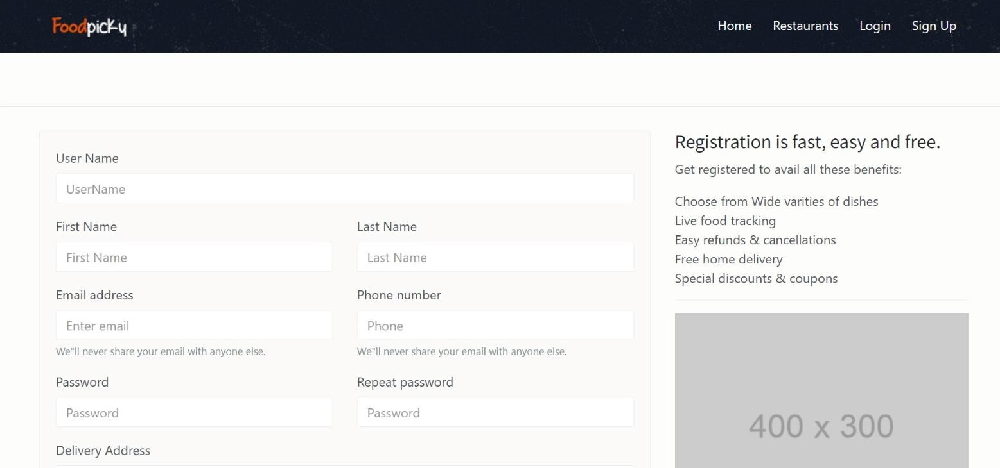 Foodpicky
Home Restaurants Login Sign Up
User Name
UserName
First Name Last Name
First Name Last Name
Email address Phone number
Enter email Phone
We"ll never share your email with anyone else. We"ll never share your email with anyone else.
Password Repeat password
Password Password
Delivery Address
Registration is fast, easy and free.
Get registered to avail all these benefits:
Choose from Wide varities of dishes
Live food tracking
Easy refunds & cancellations
Free home delivery
Special discounts & coupons
400 x 300